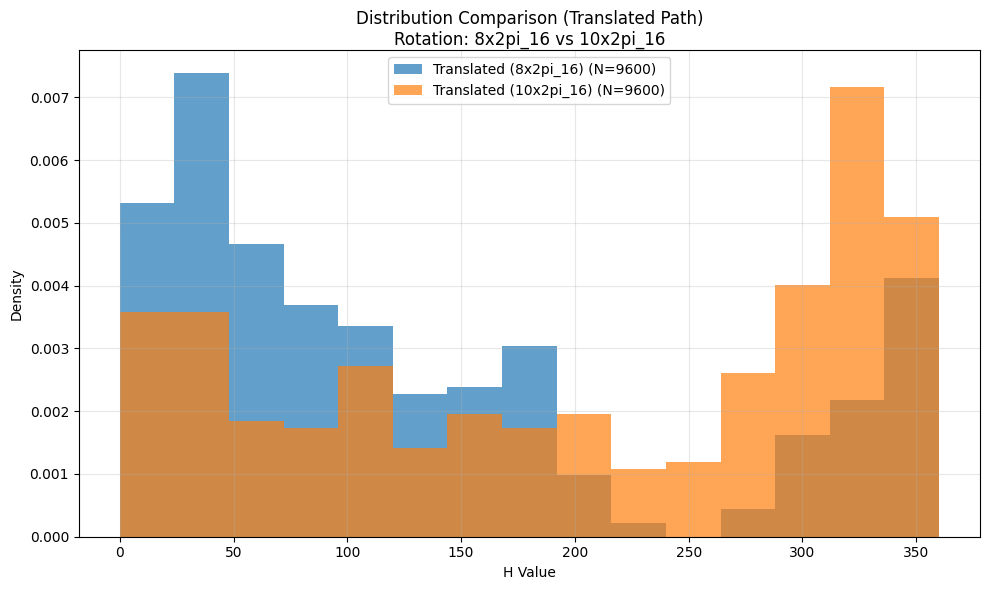 Distribution Comparison (Translated Path)
Rotation: 8x2pi_16 vs 10x2pi_16
Translated (8x2pi_16) (N=9600)
Translated (10x2pi_16) (N=9600)
Density
0.007
0.006
0.005
0.004
0.003
0.002
0.001
0.000
0 50 100 150 200 250 300 350
H Value